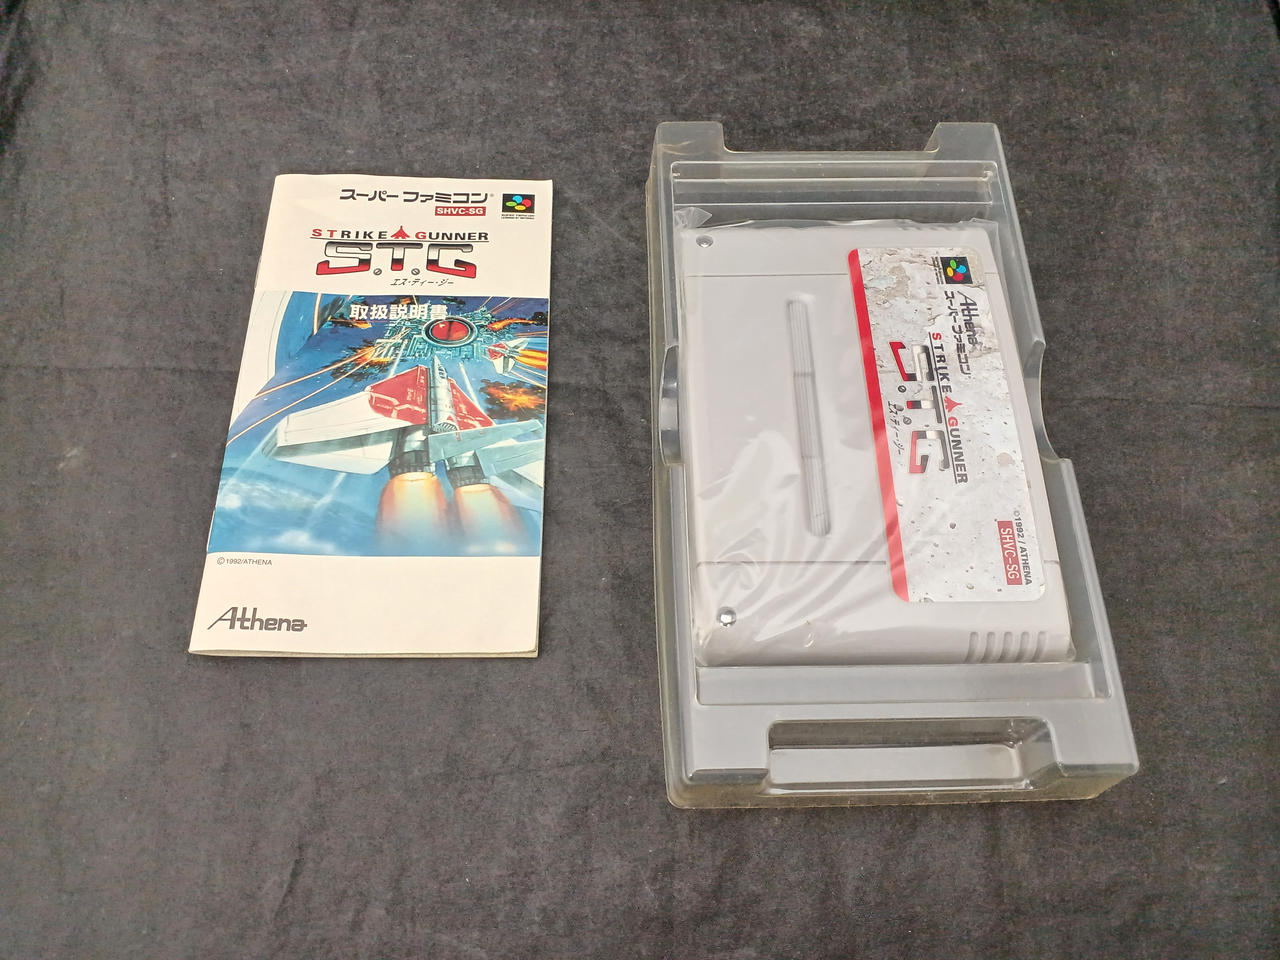 スーパーファミコン®
SHVC-SG
STRIKE GUNNER
S.T.G
エス・ティー・ジー
取扱説明書
©1992/ATHENA
Athena
Athena
スーパーファミコン
STRIKE GUNNER
S.T.G
エス・ティー・ジー
©1992/ATHENA
SHVC-SG